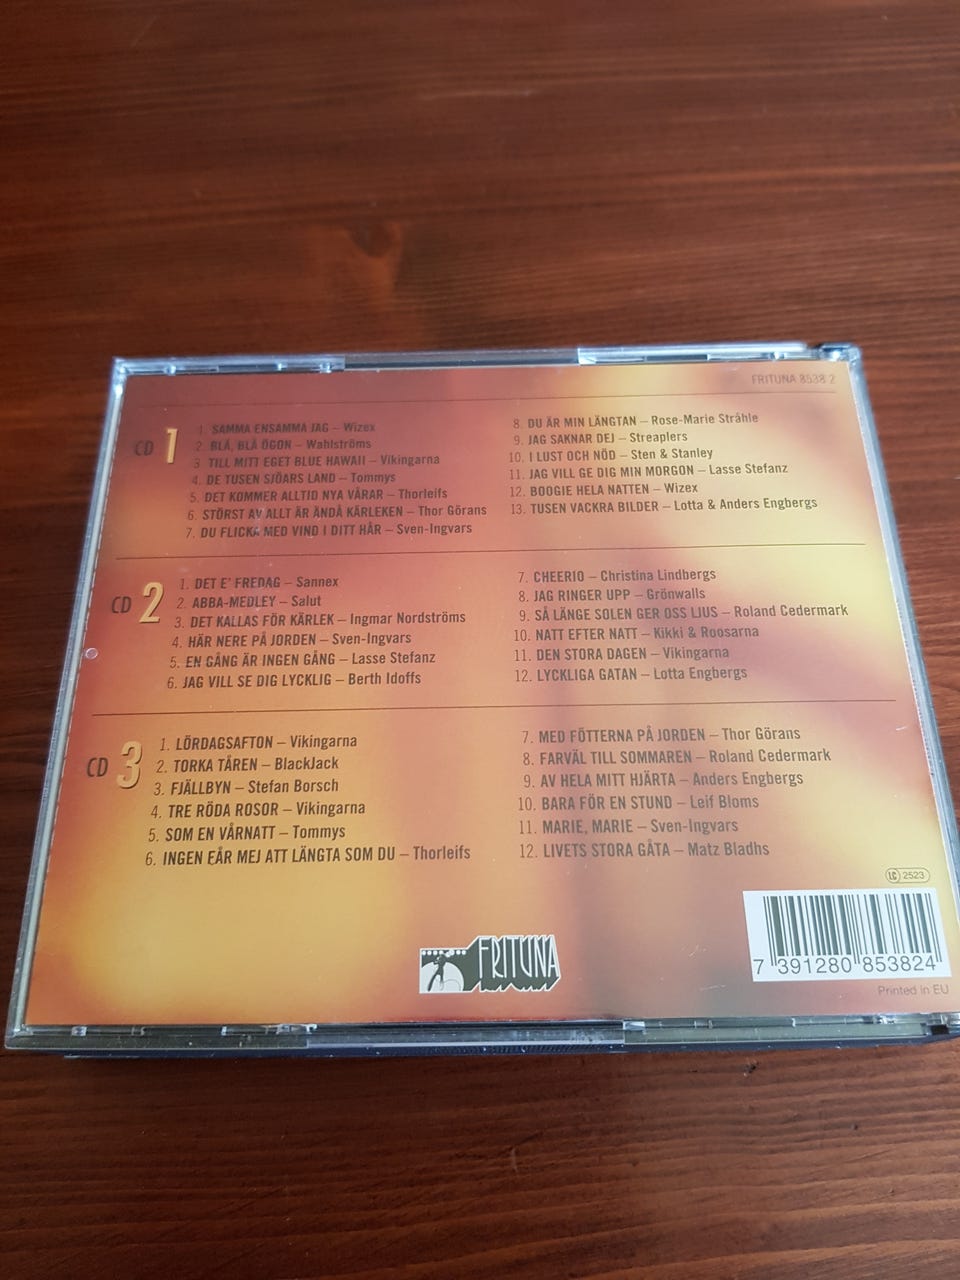 FRITUNA 8538 2
CD 1
1. SAMMA ENSAMMA JAG – Wizex
2. BLÅ, BLÅ ÖGON – Wahlströms
3. TILL MITT EGET BLUE HAWAII – Vikingarna
4. DE TUSEN SJÖARS LAND – Tommys
5. DET KOMMER ALLTID NYA VÅRAR – Thorleifs
6. STÖRST AV ALLT ÄR ÄNDÅ KÄRLEKEN – Thor Görans
7. DU FLICKA MED VIND I DITT HÅR – Sven-Ingvars
8. DU ÄR MIN LÄNGTAN – Rose-Marie Stråhle
9. JAG SAKNAR DEJ – Streaplers
10. I LUST OCH NÖD – Sten & Stanley
11. JAG VILL GE DIG MIN MORGON – Lasse Stefanz
12. BOOGIE HELA NATTEN – Wizex
13. TUSEN VACKRA BILDER – Lotta & Anders Engbergs
CD 2
1. DET E' FREDAG – Sannex
2. ABBA-MEDLEY – Salut
3. DET KALLAS FÖR KÄRLEK – Ingmar Nordströms
4. HÄR NERE PÅ JORDEN – Sven-Ingvars
5. EN GÅNG ÄR INGEN GÅNG – Lasse Stefanz
6. JAG VILL SE DIG LYCKLIG – Berth Idoffs
7. CHEERIO – Christina Lindbergs
8. JAG RINGER UPP – Grönwalls
9. SÅ LÄNGE SOLEN GER OSS LJUS – Roland Cedermark
10. NATT EFTER NATT – Kikki & Roosarna
11. DEN STORA DAGEN – Vikingarna
12. LYCKLIGA GATAN – Lotta Engbergs
CD 3
1. LÖRDAGSAFTON – Vikingarna
2. TORKA TÅREN – BlackJack
3. FJÄLLBYN – Stefan Borsch
4. TRE RÖDA ROSOR – Vikingarna
5. SOM EN VÅRNATT – Tommys
6. INGEN FÅR MEJ ATT LÄNGTA SOM DU – Thorleifs
7. MED FÖTTERNA PÅ JORDEN – Thor Görans
8. FARVÄL TILL SOMMAREN – Roland Cedermark
9. AV HELA MITT HJÄRTA – Anders Engbergs
10. BARA FÖR EN STUND – Leif Bloms
11. MARIE, MARIE – Sven-Ingvars
12. LIVETS STORA GÅTA – Matz Bladhs
LC 2523
FRITUNA
7 391280 853824
Printed in EU